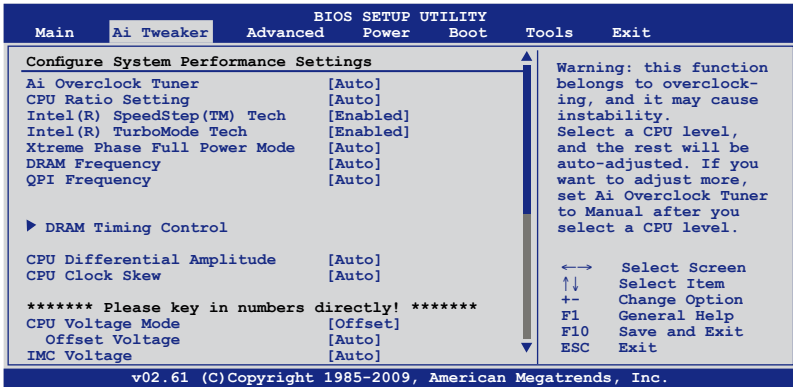 BIOS SETUP UTILITY
Main Ai Tweaker Advanced Power Boot Tools Exit
Configure System Performance Settings
Ai Overclock Tuner [Auto]
CPU Ratio Setting [Auto]
Intel(R) SpeedStep(TM) Tech [Enabled]
Intel(R) TurboMode Tech [Enabled]
Xtreme Phase Full Power Mode [Auto]
DRAM Frequency [Auto]
QPI Frequency [Auto]
DRAM Timing Control
CPU Differential Amplitude [Auto]
CPU Clock Skew [Auto]
******* Please key in numbers directly! *******
CPU Voltage Mode [Offset]
Offset Voltage [Auto]
IMC Voltage [Auto]
Warning: this function
belongs to overclock-
ing, and it may cause
instability.
Select a CPU level,
and the rest will be
auto-adjusted. If you
want to adjust more,
set Ai Overclock Tuner
to Manual after you
select a CPU level.
←→ Select Screen
↑↓ Select Item
+- Change Option
F1 General Help
F10 Save and Exit
ESC Exit
v02.61 (C)Copyright 1985-2009, American Megatrends, Inc.